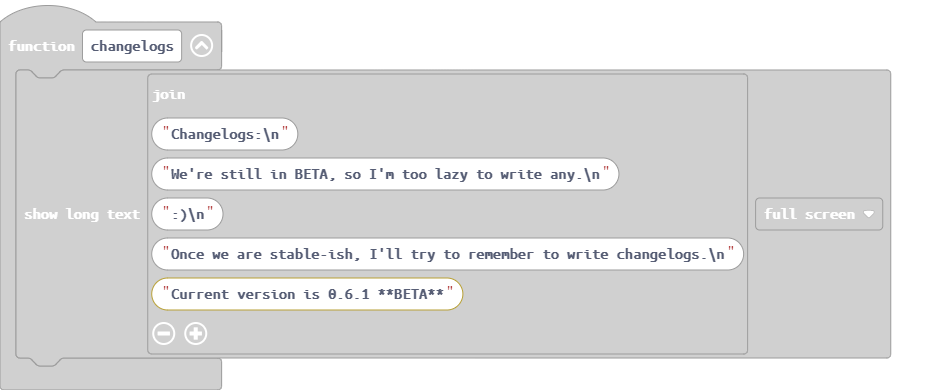 function changelogs
join
"Changelogs:\n"
"We're still in BETA, so I'm too lazy to write any.\n"
":)\n"
show long text
full screen
"Once we are stable-ish, I'll try to remember to write changelogs.\n"
"Current version is 0.6.1 **BETA**"